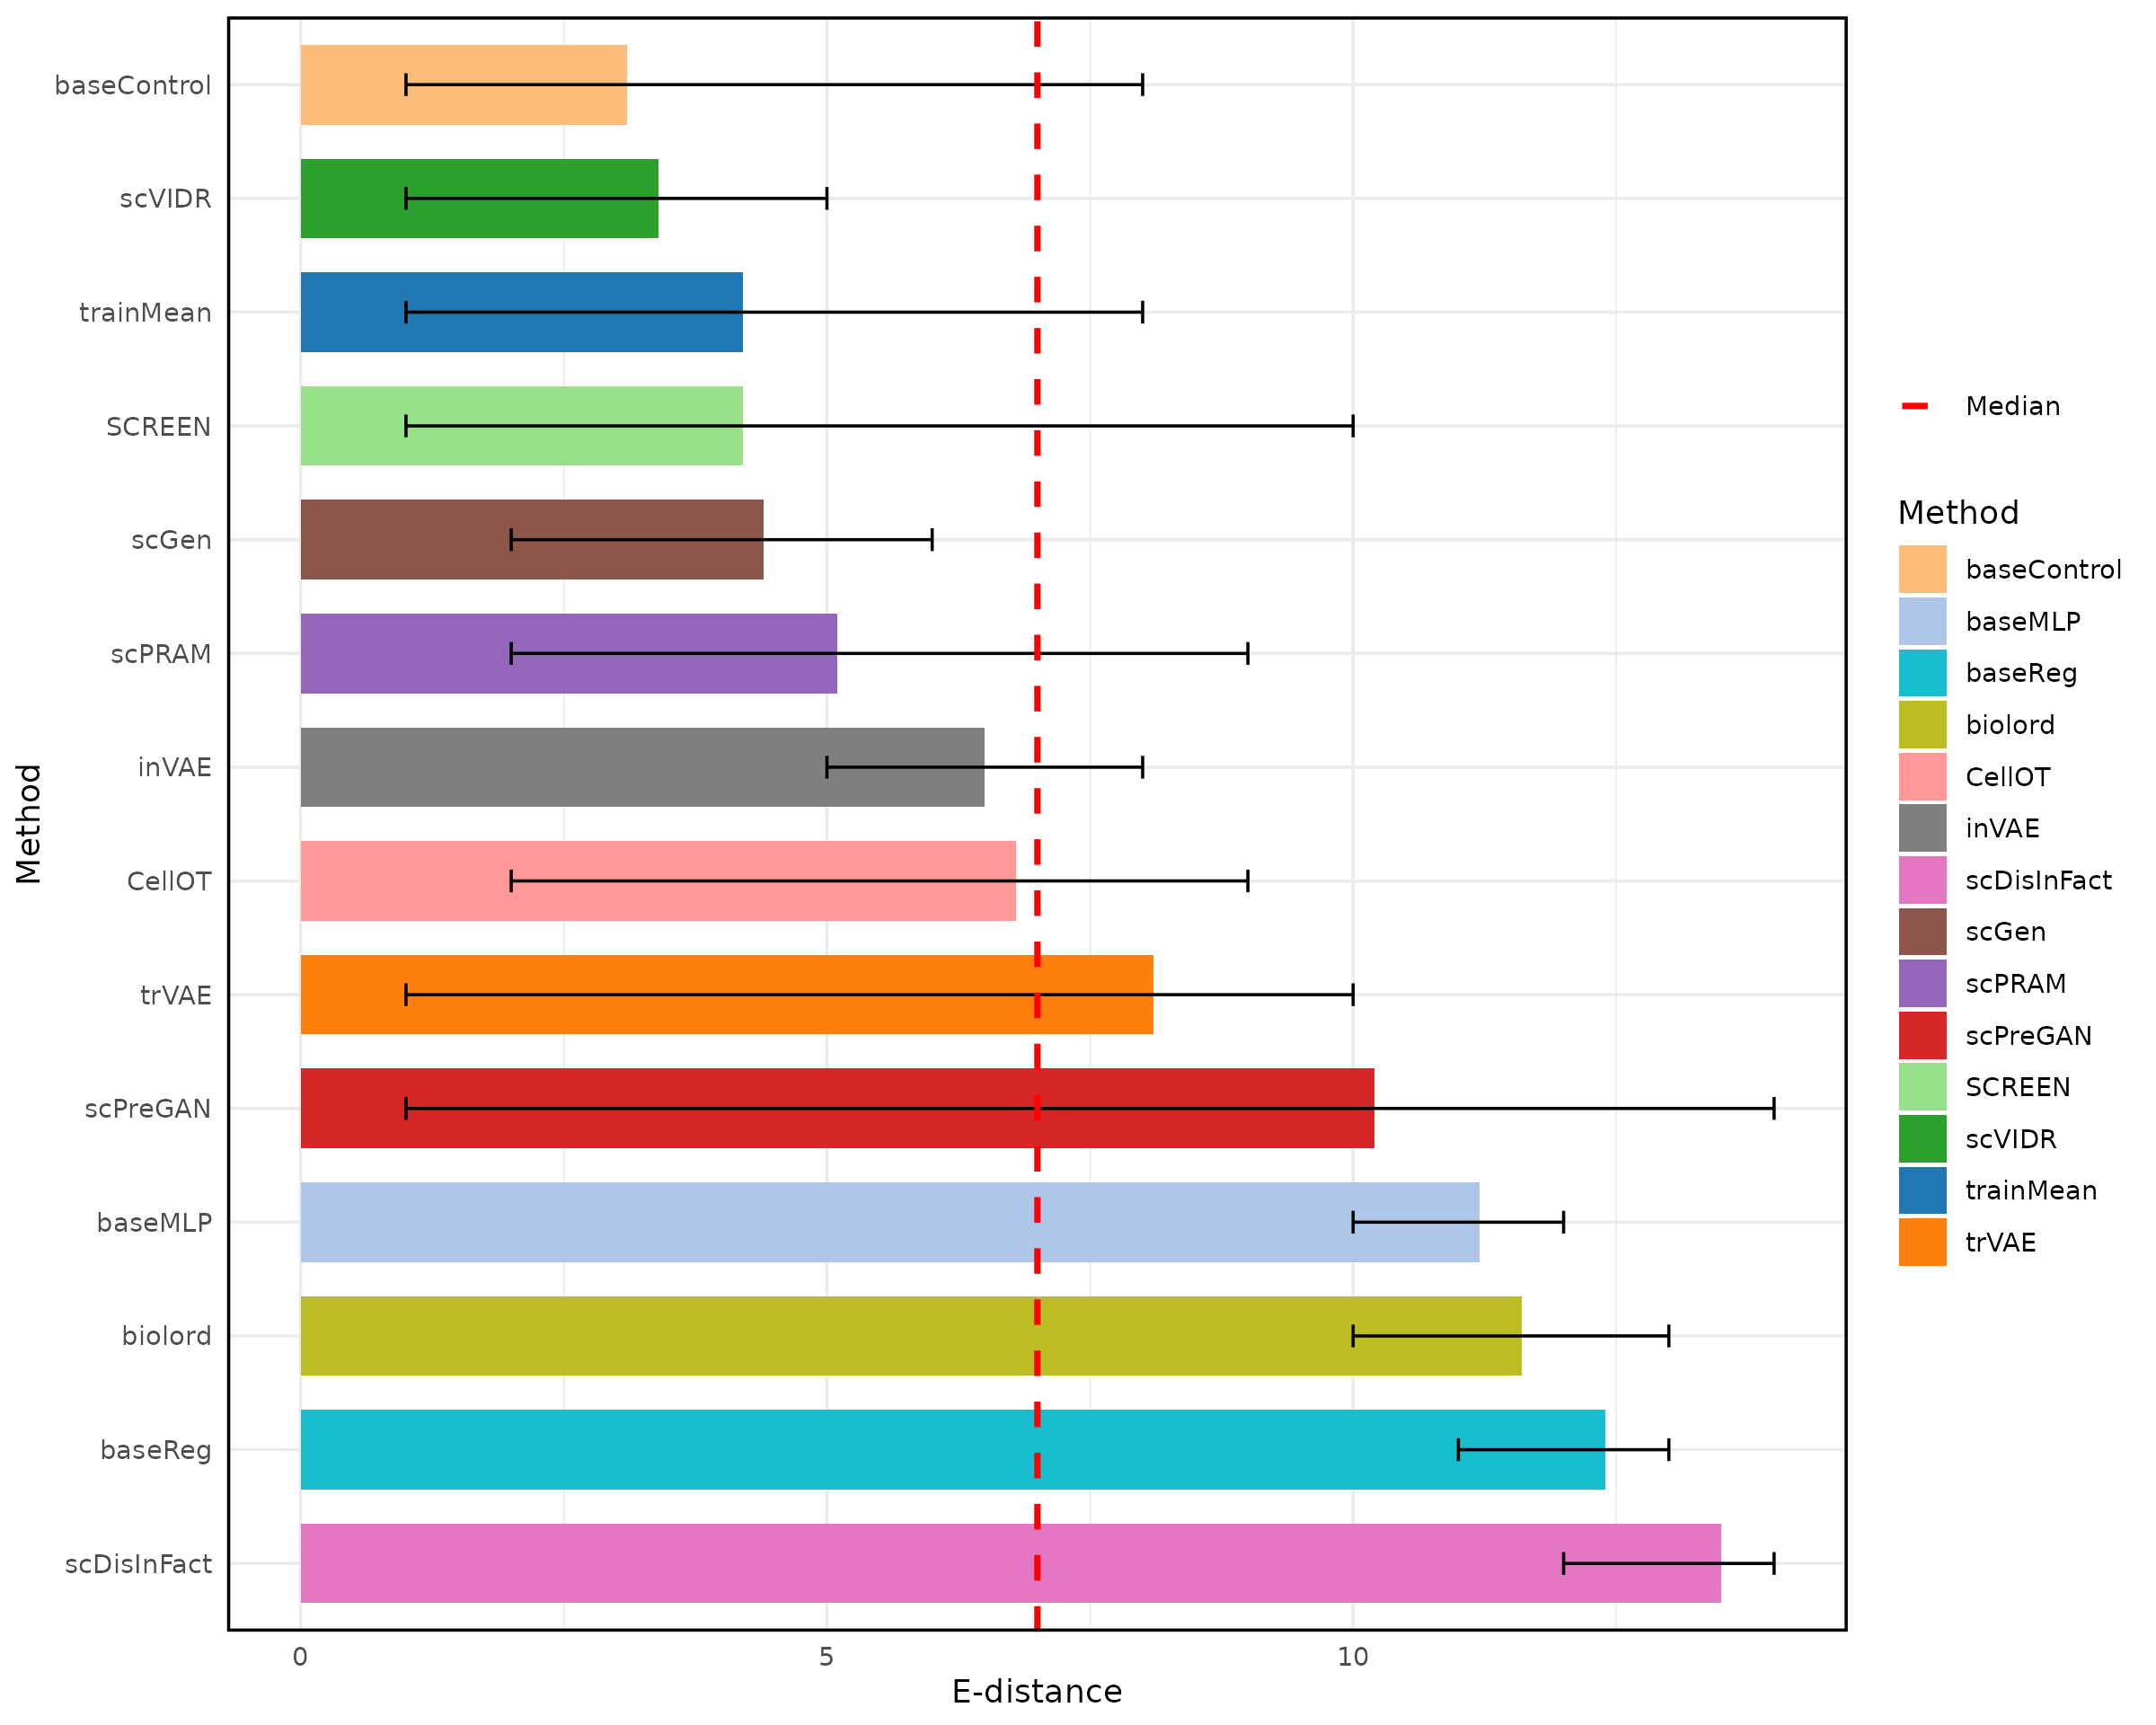 baseControl
scVIDR
trainMean
SCREEN
scGen
scPRAM
inVAE
CellOT
trVAE
scPreGAN
baseMLP
biolord
baseReg
scDisInFact
Method
0 5 10
E-distance
Median
Method
baseControl
baseMLP
baseReg
biolord
CellOT
inVAE
scDisInFact
scGen
scPRAM
scPreGAN
SCREEN
scVIDR
trainMean
trVAE